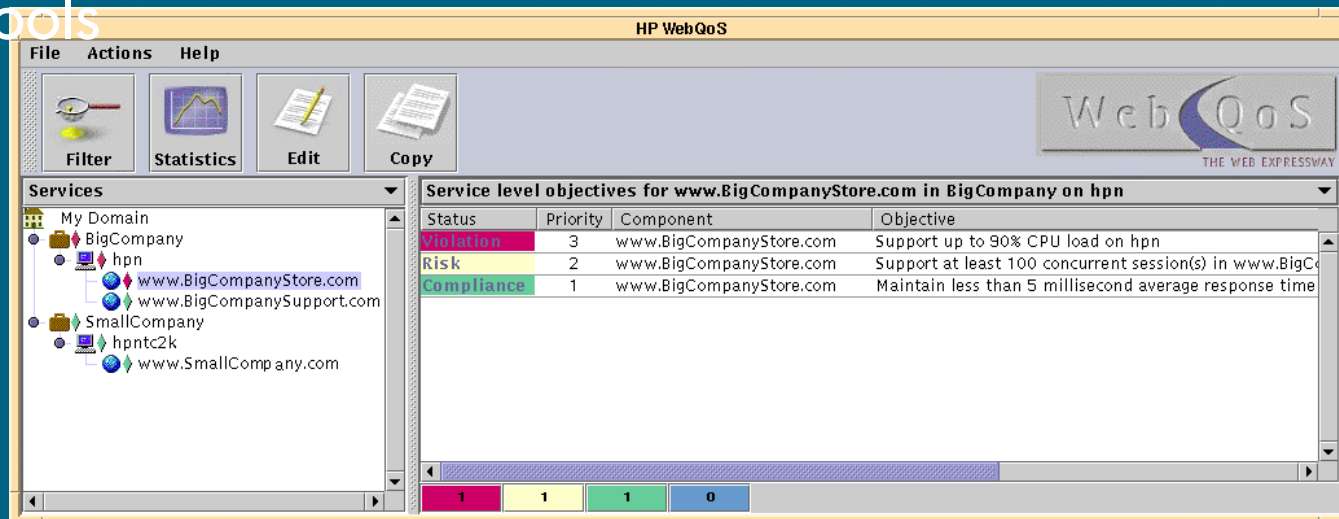 ools
HP WebQoS
File Actions Help
Filter Statistics Edit Copy
WebQoS
THE WEB EXPRESSWAY
Services
My Domain
BigCompany
hpn
www.BigCompanyStore.com
www.BigCompanySupport.com
SmallCompany
hpntc2k
www.SmallCompany.com
Service level objectives for www.BigCompanyStore.com in BigCompany on hpn
Status Priority Component Objective
Violation 3 www.BigCompanyStore.com Support up to 90% CPU load on hpn
Risk 2 www.BigCompanyStore.com Support at least 100 concurrent session(s) in www.BigCo
Compliance 1 www.BigCompanyStore.com Maintain less than 5 millisecond average response time
1 1 1 0